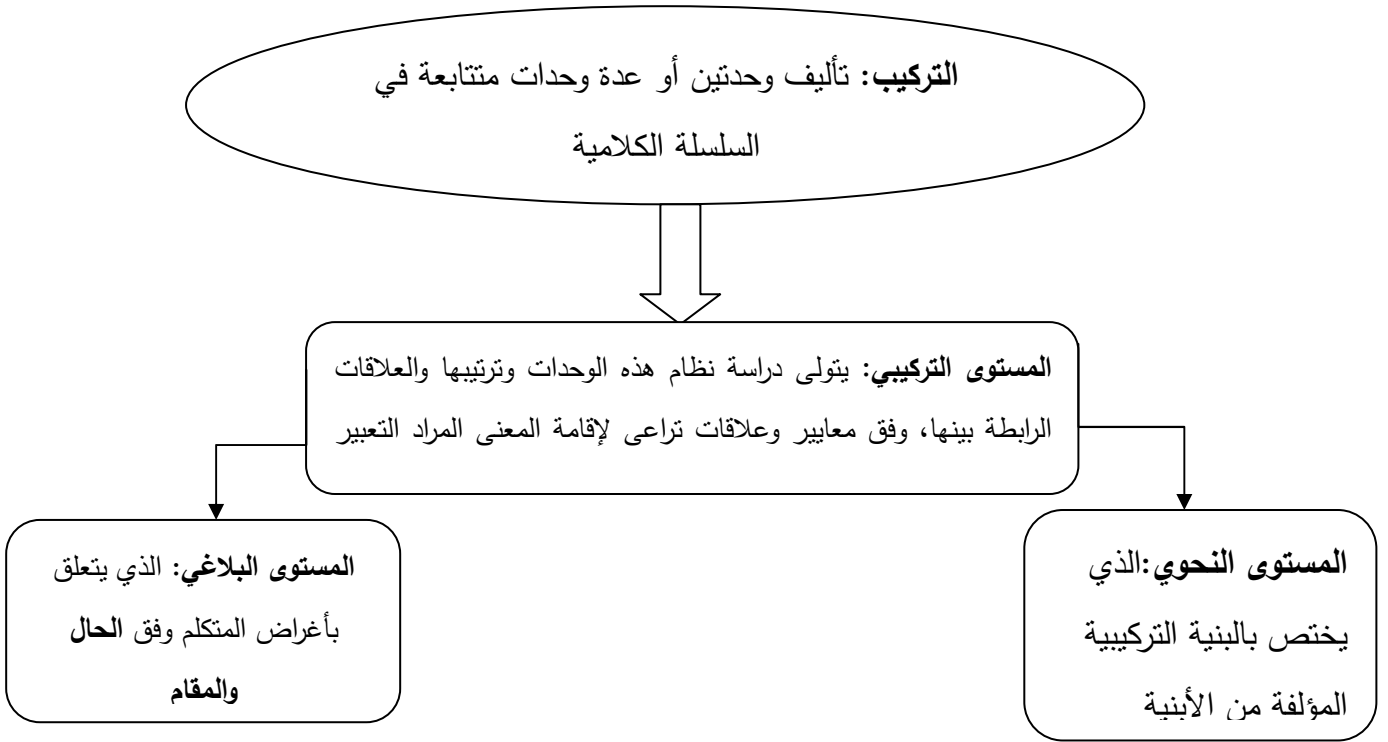 التركيب: تأليف وحدتين أو عدة وحدات متتابعة في
السلسلة الكلامية
المستوى التركيبي: يتولى دراسة نظام هذه الوحدات وترتيبها والعلاقات
الرابطة بينها، وفق معايير وعلاقات تراعى لإقامة المعنى المراد التعبير
المستوى النحوي:الذي
يختص بالبنية التركيبية
المؤلفة من الأبنية
المستوى البلاغي: الذي يتعلق
بأغراض المتكلم وفق الحال
والمقام